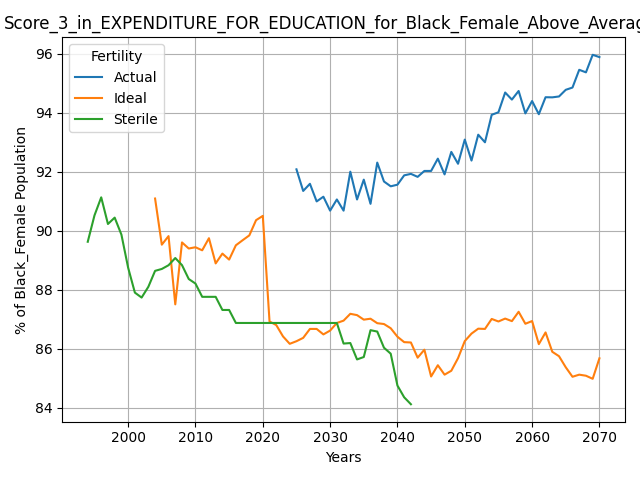 Score_3_in_EXPENDITURE_FOR_EDUCATION_for_Black_Female_Above_Averag
Fertility
Actual
Ideal
Sterile
% of Black_Female Population
96
94
92
90
88
86
84
2000 2010 2020 2030 2040 2050 2060 2070
Years